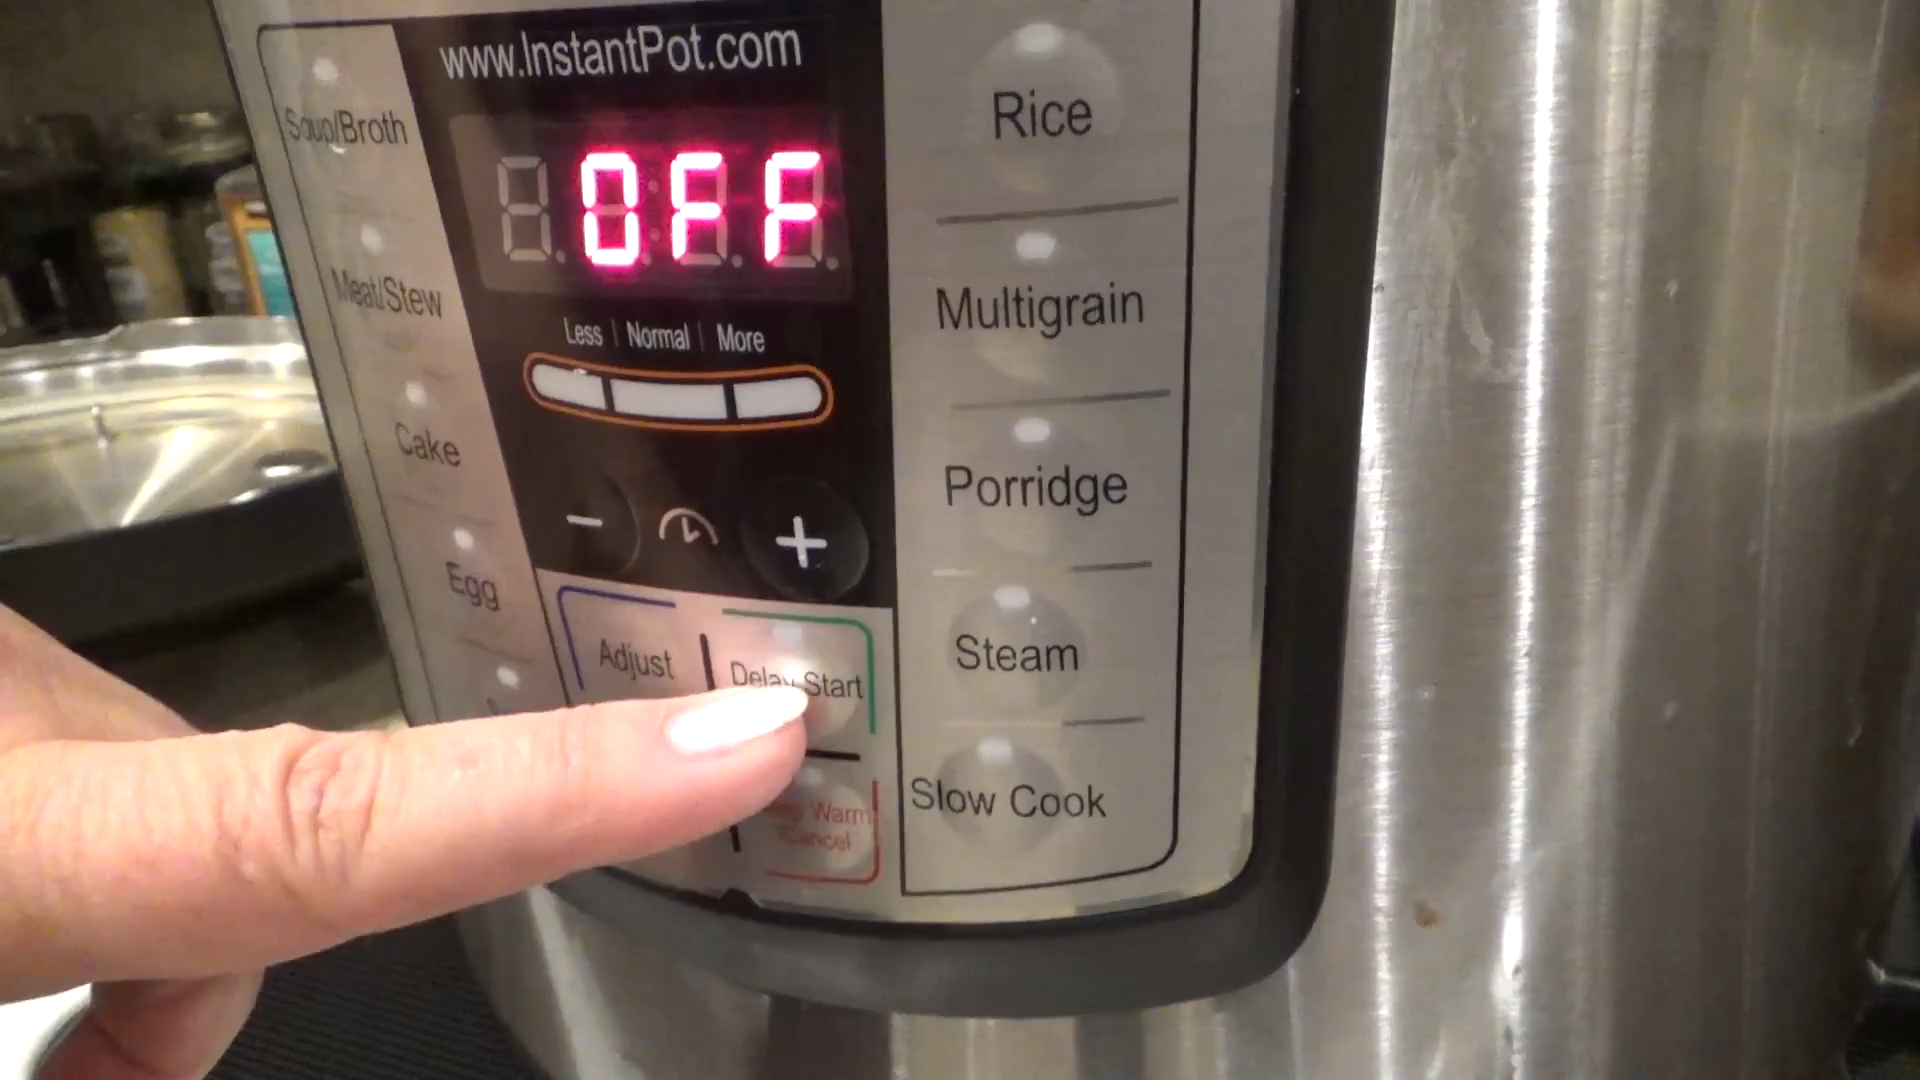 www.InstantPot.com
OFF
Less | Normal | More
Soup/Broth
Meat/Stew
Cake
Egg
- +
Adjust
Delay Start
Warm
Cancel
Rice
Multigrain
Porridge
Steam
Slow Cook